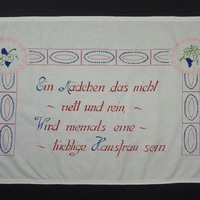 Ein Mädchen das nicht
~ nett und rein ~
Wird niemals eine ~
~ tüchtige Hausfrau sein